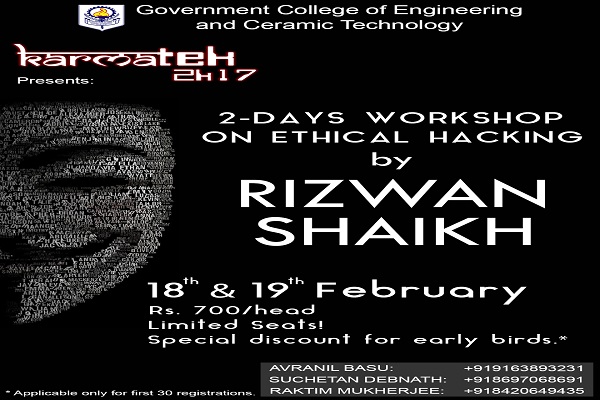 Government College of Engineering
and Ceramic Technology
KARMATEK
2K17
Presents:
2-DAYS WORKSHOP
ON ETHICAL HACKING
by
RIZWAN
SHAIKH
18th & 19th February
Rs. 700/head
Limited Seats!
Special discount for early birds.*
AVRANIL BASU: +919163893231
SUCHETAN DEBNATH: +918697068691
RAKTIM MUKHERJEE: +918420649435
* Applicable only for first 30 registrations.